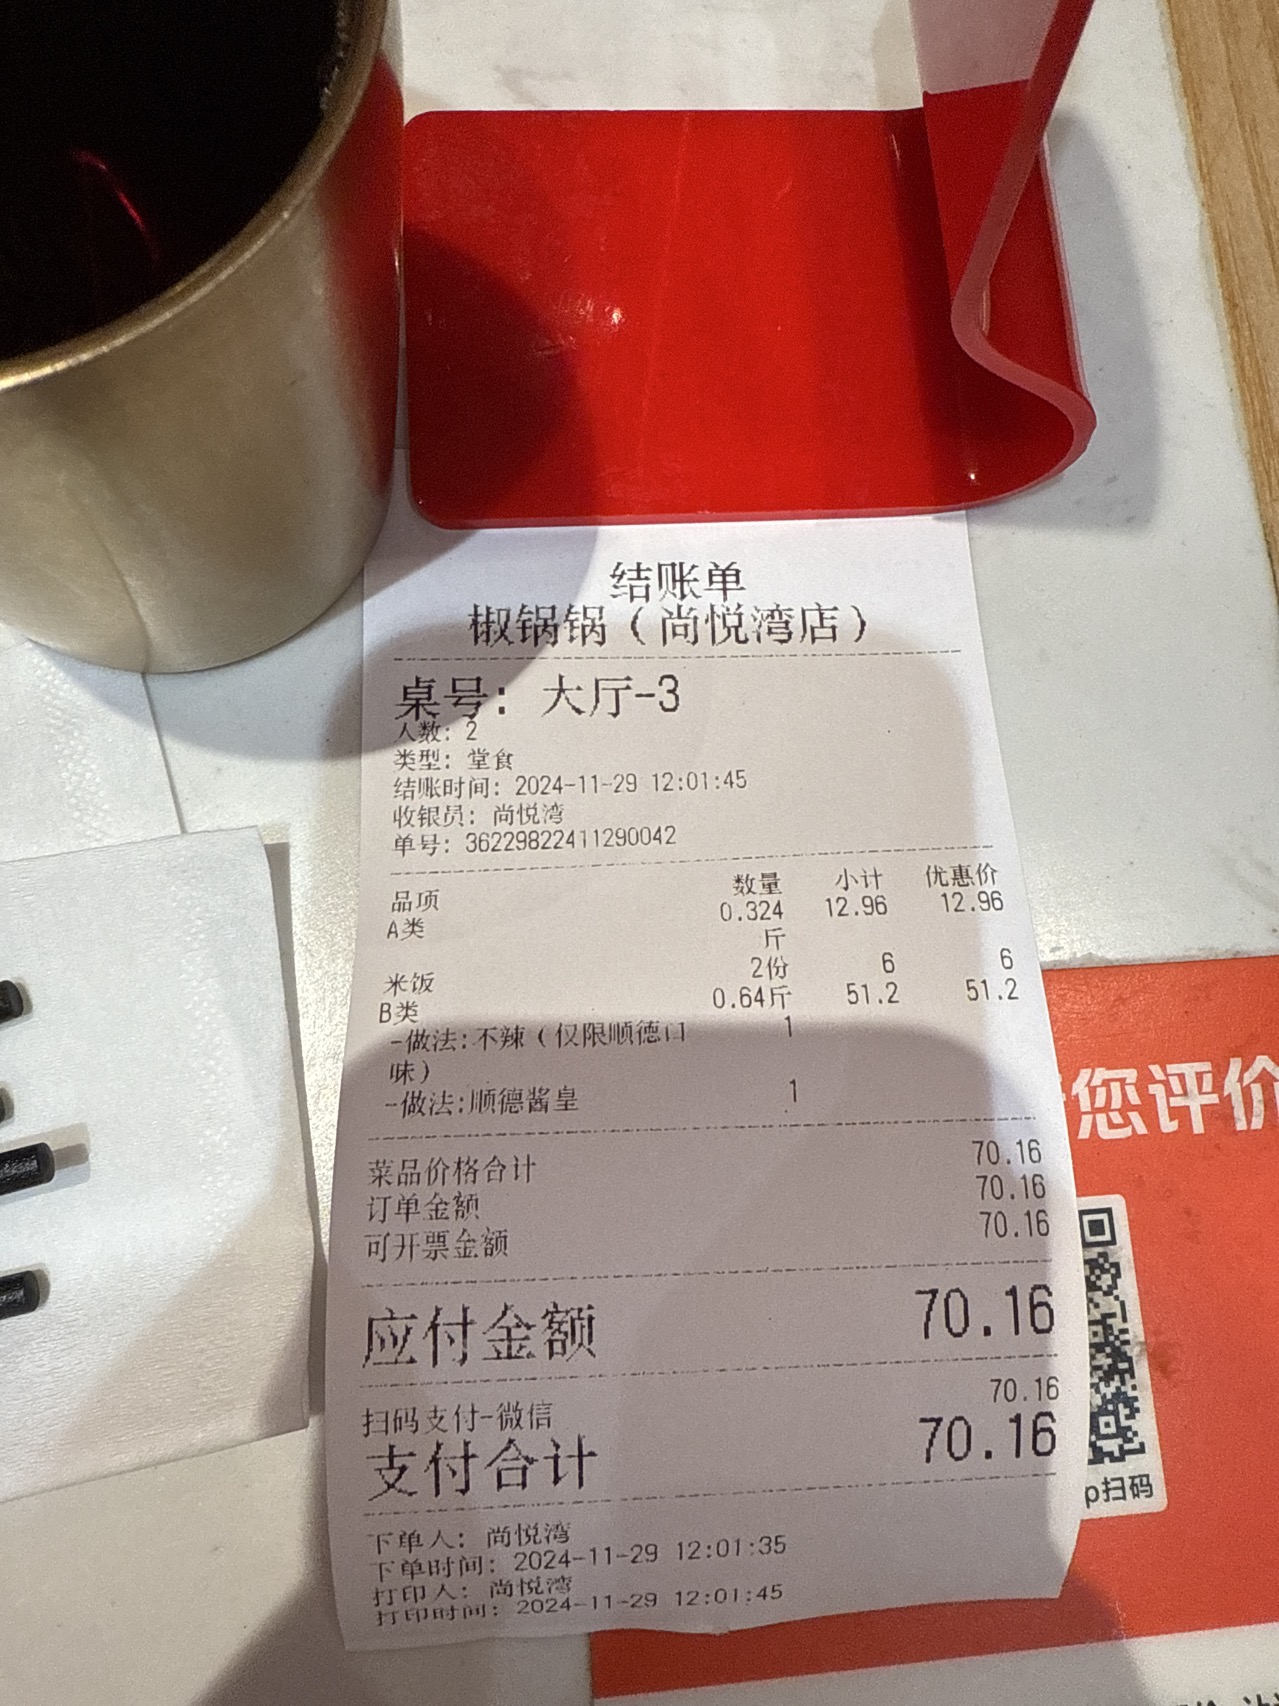 结账单
椒锅锅（尚悦湾店）
桌号：大厅-3
人数：2
类型：堂食
结账时间：2024-11-29 12:01:45
收银员：尚悦湾
单号：36229822411290042
品项 数量 小计 优惠价
A类 0.324斤 12.96 12.96
米饭 2份 6 6
B类 0.64斤 51.2 51.2
-做法:不辣（仅限顺德口 1
味）
-做法:顺德酱皇 1
菜品价格合计 70.16
订单金额 70.16
可开票金额 70.16
应付金额 70.16
扫码支付-微信 70.16
支付合计 70.16
下单人：尚悦湾
下单时间：2024-11-29 12:01:35
打印人：尚悦湾
打印时间：2024-11-29 12:01:45
您评价
p扫码